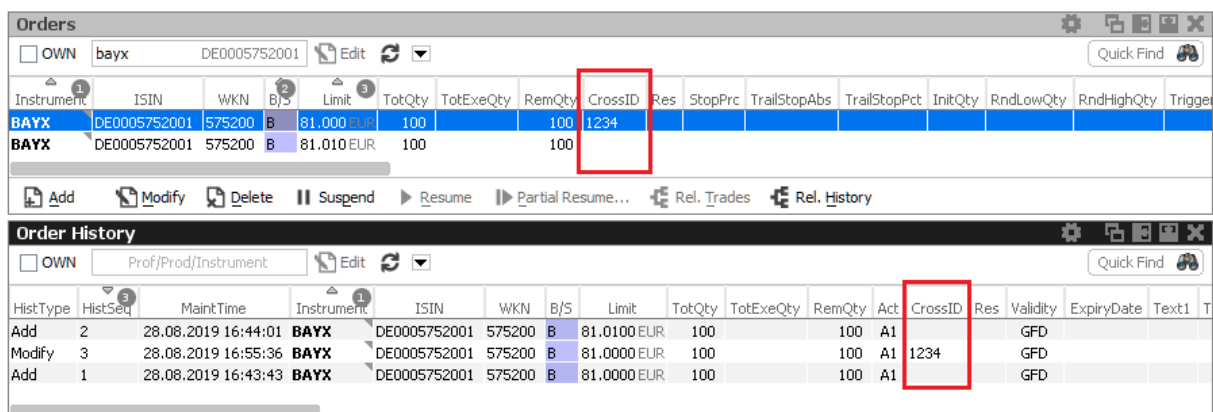 Orders
OWN bayx DE0005752001 Edit Quick Find
Instrument 1 ISIN WKN B/S 2 Limit 3 TotQty TotExeQty RemQty CrossID Res StopPrc TrailStopAbs TrailStopPct InitQty RndLowQty RndHighQty Trigger
BAYX DE0005752001 575200 B 81.000 EUR 100 100 1234
BAYX DE0005752001 575200 B 81.010 EUR 100 100
Add Modify Delete Suspend Resume Partial Resume... Rel. Trades Rel. History
Order History
OWN Prof/Prod/Instrument Edit Quick Find
HistType HistSeq 3 MaintTime Instrument 1 ISIN WKN B/S Limit TotQty TotExeQty RemQty Act CrossID Res Validity ExpiryDate Text1 T
Add 2 28.08.2019 16:44:01 BAYX DE0005752001 575200 B 81.0100 EUR 100 100 A1 GFD
Modify 3 28.08.2019 16:55:36 BAYX DE0005752001 575200 B 81.0000 EUR 100 100 A1 1234 GFD
Add 1 28.08.2019 16:43:43 BAYX DE0005752001 575200 B 81.0000 EUR 100 100 A1 GFD